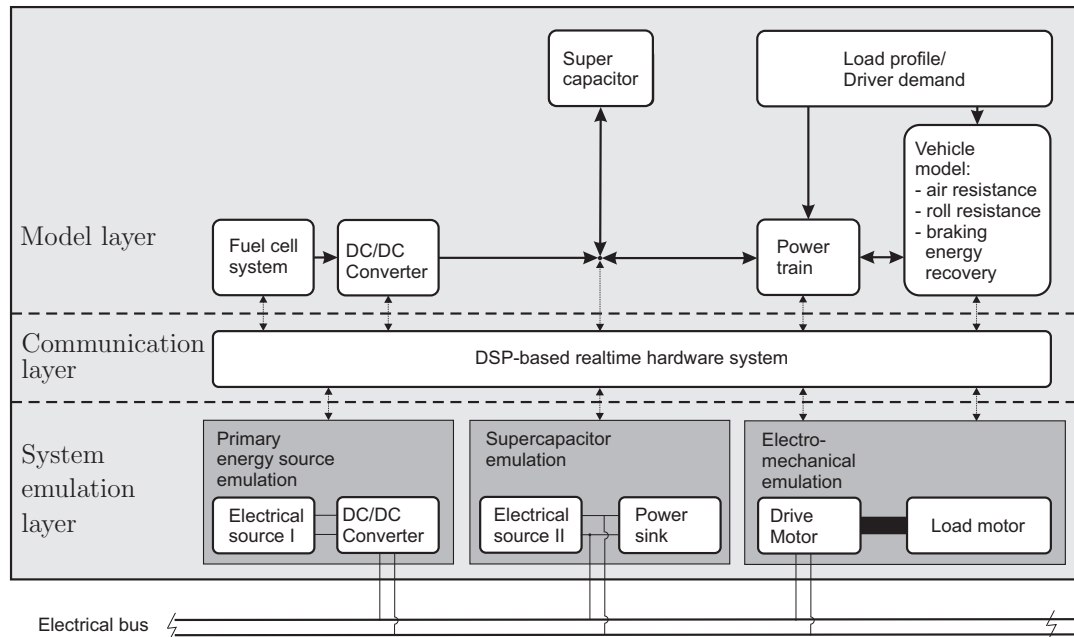 Super
capacitor
Load profile/
Driver demand
Vehicle
model:
- air resistance
- roll resistance
- braking
energy
recovery
Model layer
Fuel cell
system
DC/DC
Converter
Power
train
Communication
layer
DSP-based realtime hardware system
System
emulation
layer
Primary
energy source
emulation
Electrical
source I
DC/DC
Converter
Supercapacitor
emulation
Electrical
source II
Power
sink
Electro-
mechanical
emulation
Drive
Motor
Load motor
Electrical bus